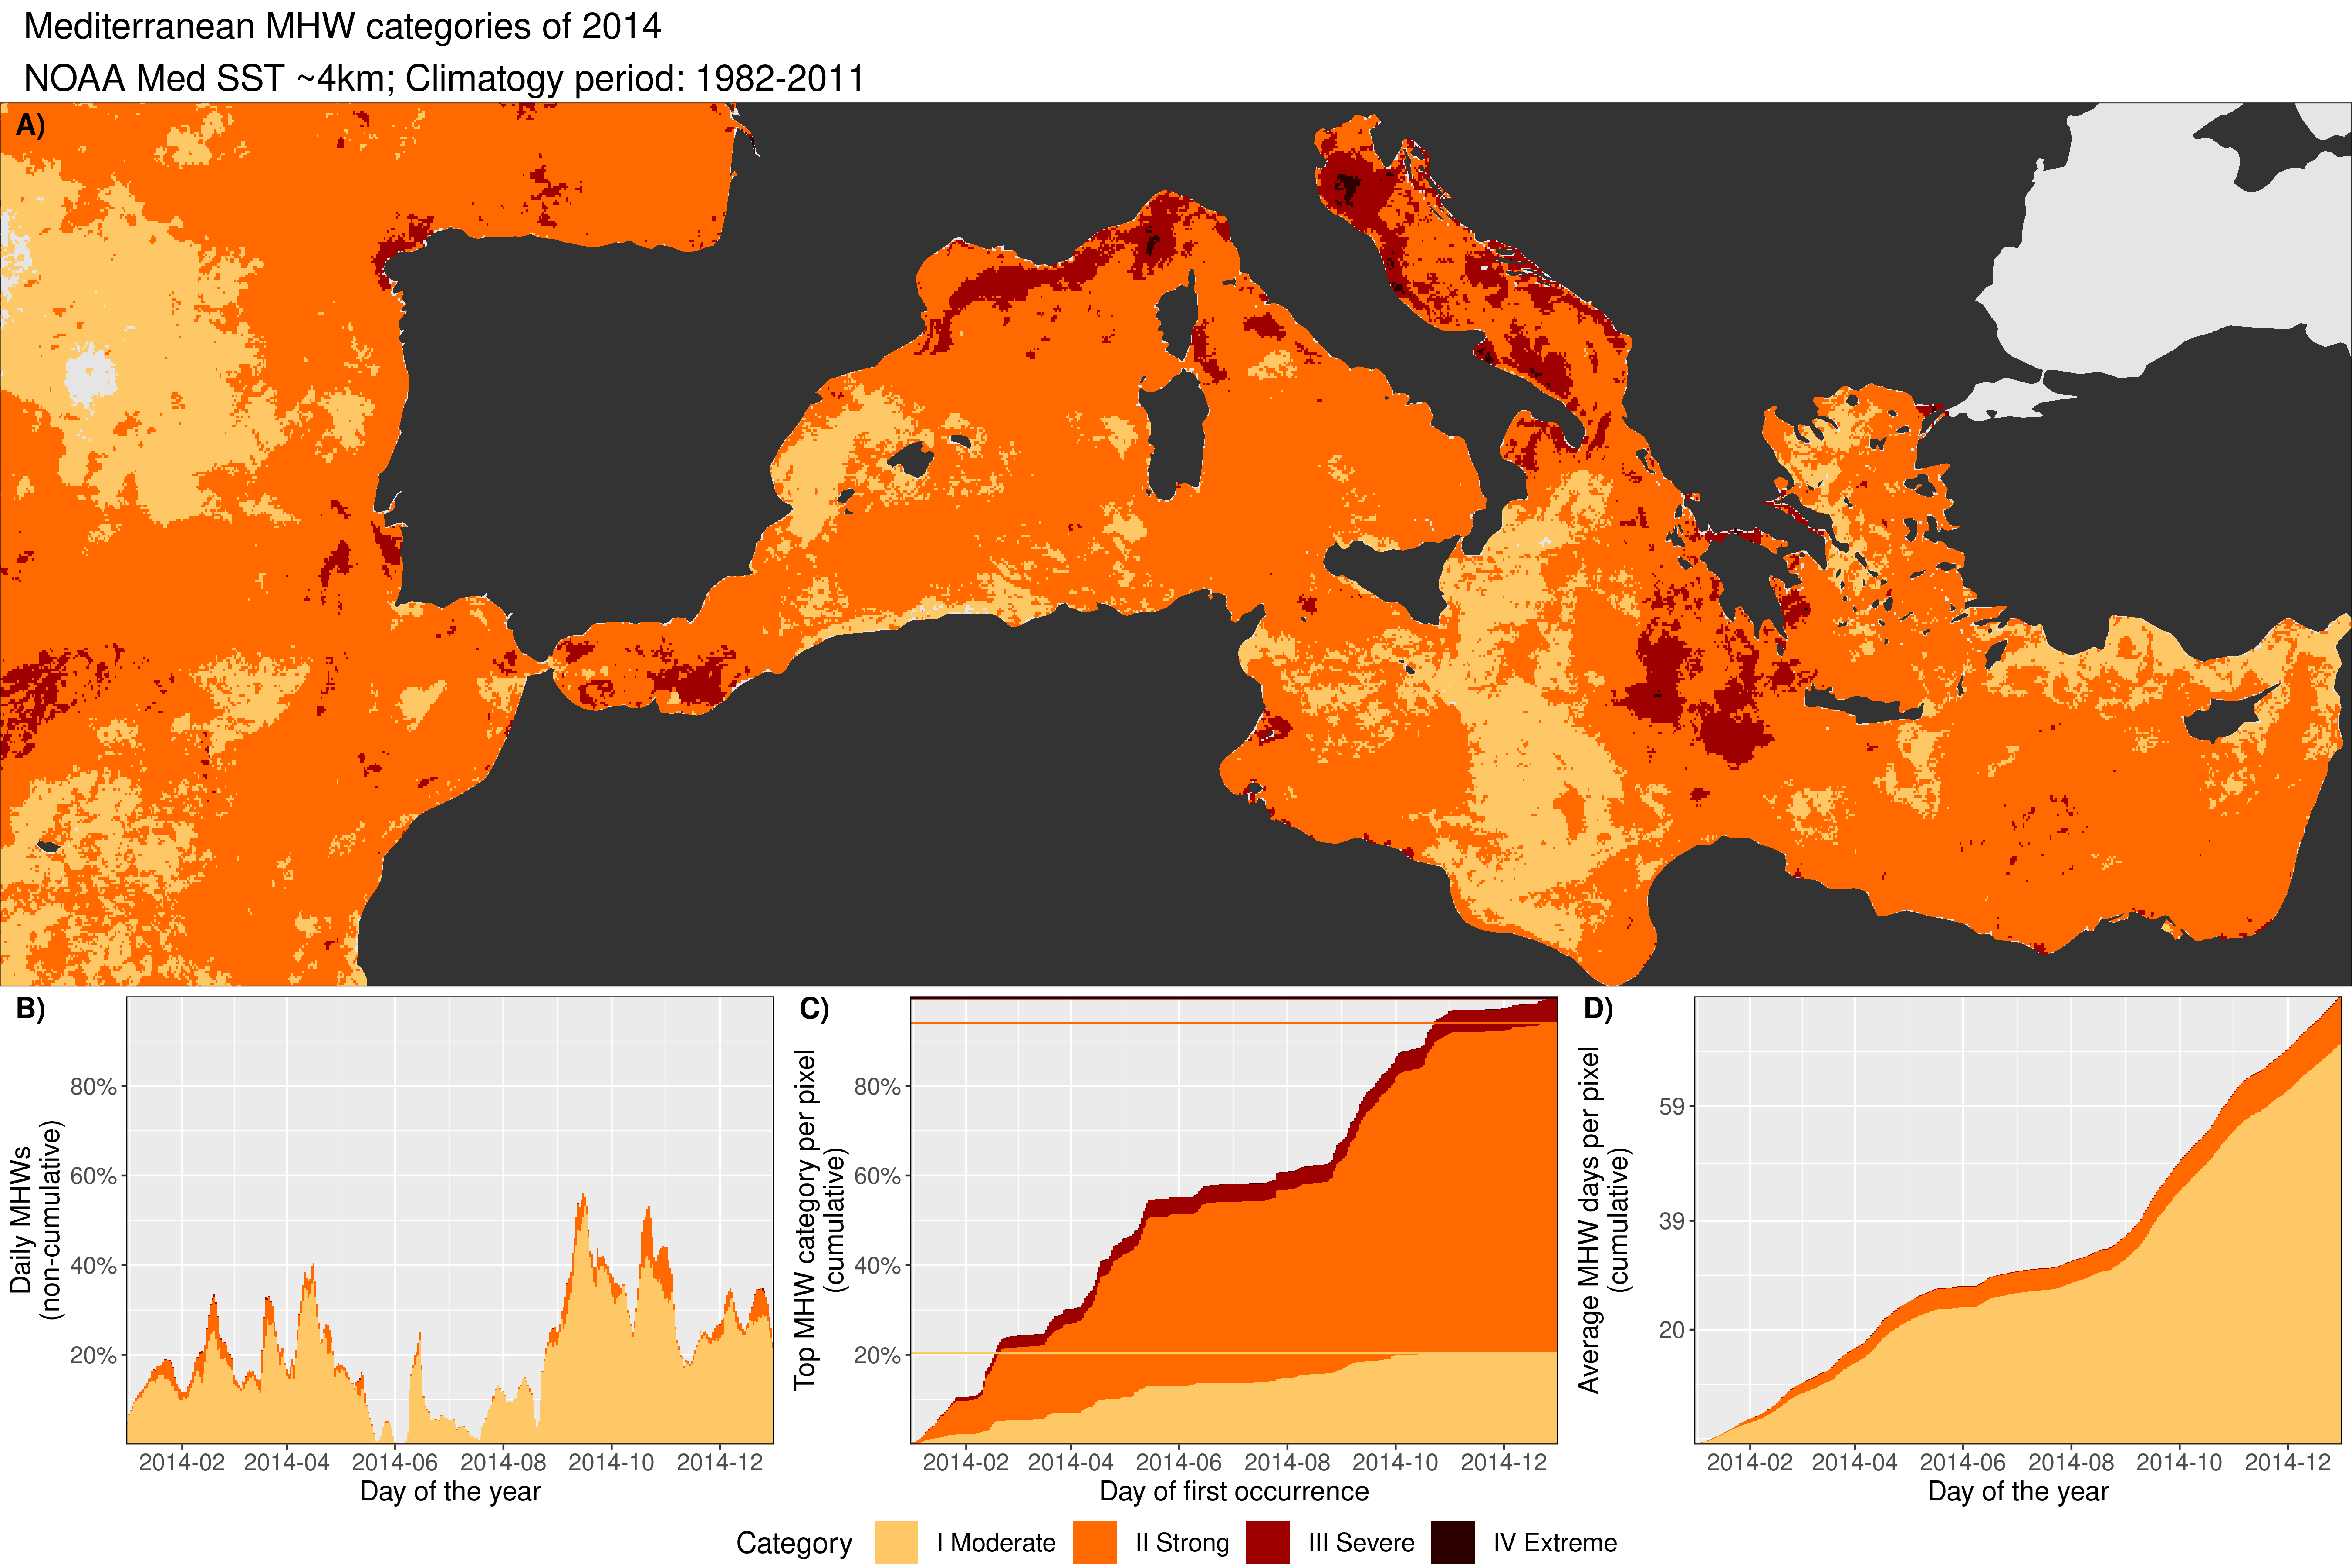 Mediterranean MHW categories of 2014
NOAA Med SST ~4km; Climatogy period: 1982-2011
A)
B)
Daily MHWs
(non-cumulative)
80%
60%
40%
20%
2014-02 2014-04 2014-06 2014-08 2014-10 2014-12
Day of the year
C)
Top MHW category per pixel
(cumulative)
80%
60%
40%
20%
2014-02 2014-04 2014-06 2014-08 2014-10 2014-12
Day of first occurrence
D)
Average MHW days per pixel
(cumulative)
59
39
20
2014-02 2014-04 2014-06 2014-08 2014-10 2014-12
Day of the year
Category I Moderate II Strong III Severe IV Extreme